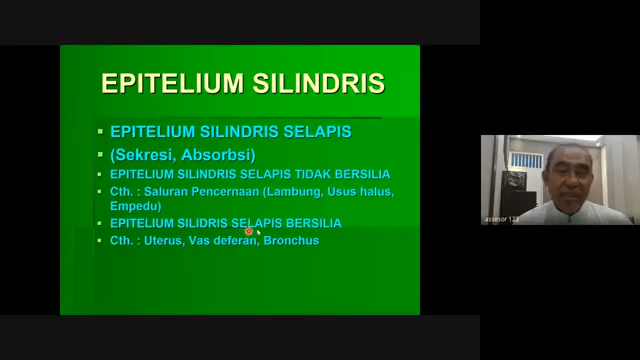 EPITELIUM SILINDRIS
EPITELIUM SILINDRIS SELAPIS
(Sekresi, Absorbsi)
EPITELIUM SILINDRIS SELAPIS TIDAK BERSILIA
Cth. : Saluran Pencernaan (Lambung, Usus halus,
Empedu)
EPITELIUM SILIDRIS SELAPIS BERSILIA
Cth. : Uterus, Vas deferan, Bronchus
assesor 123